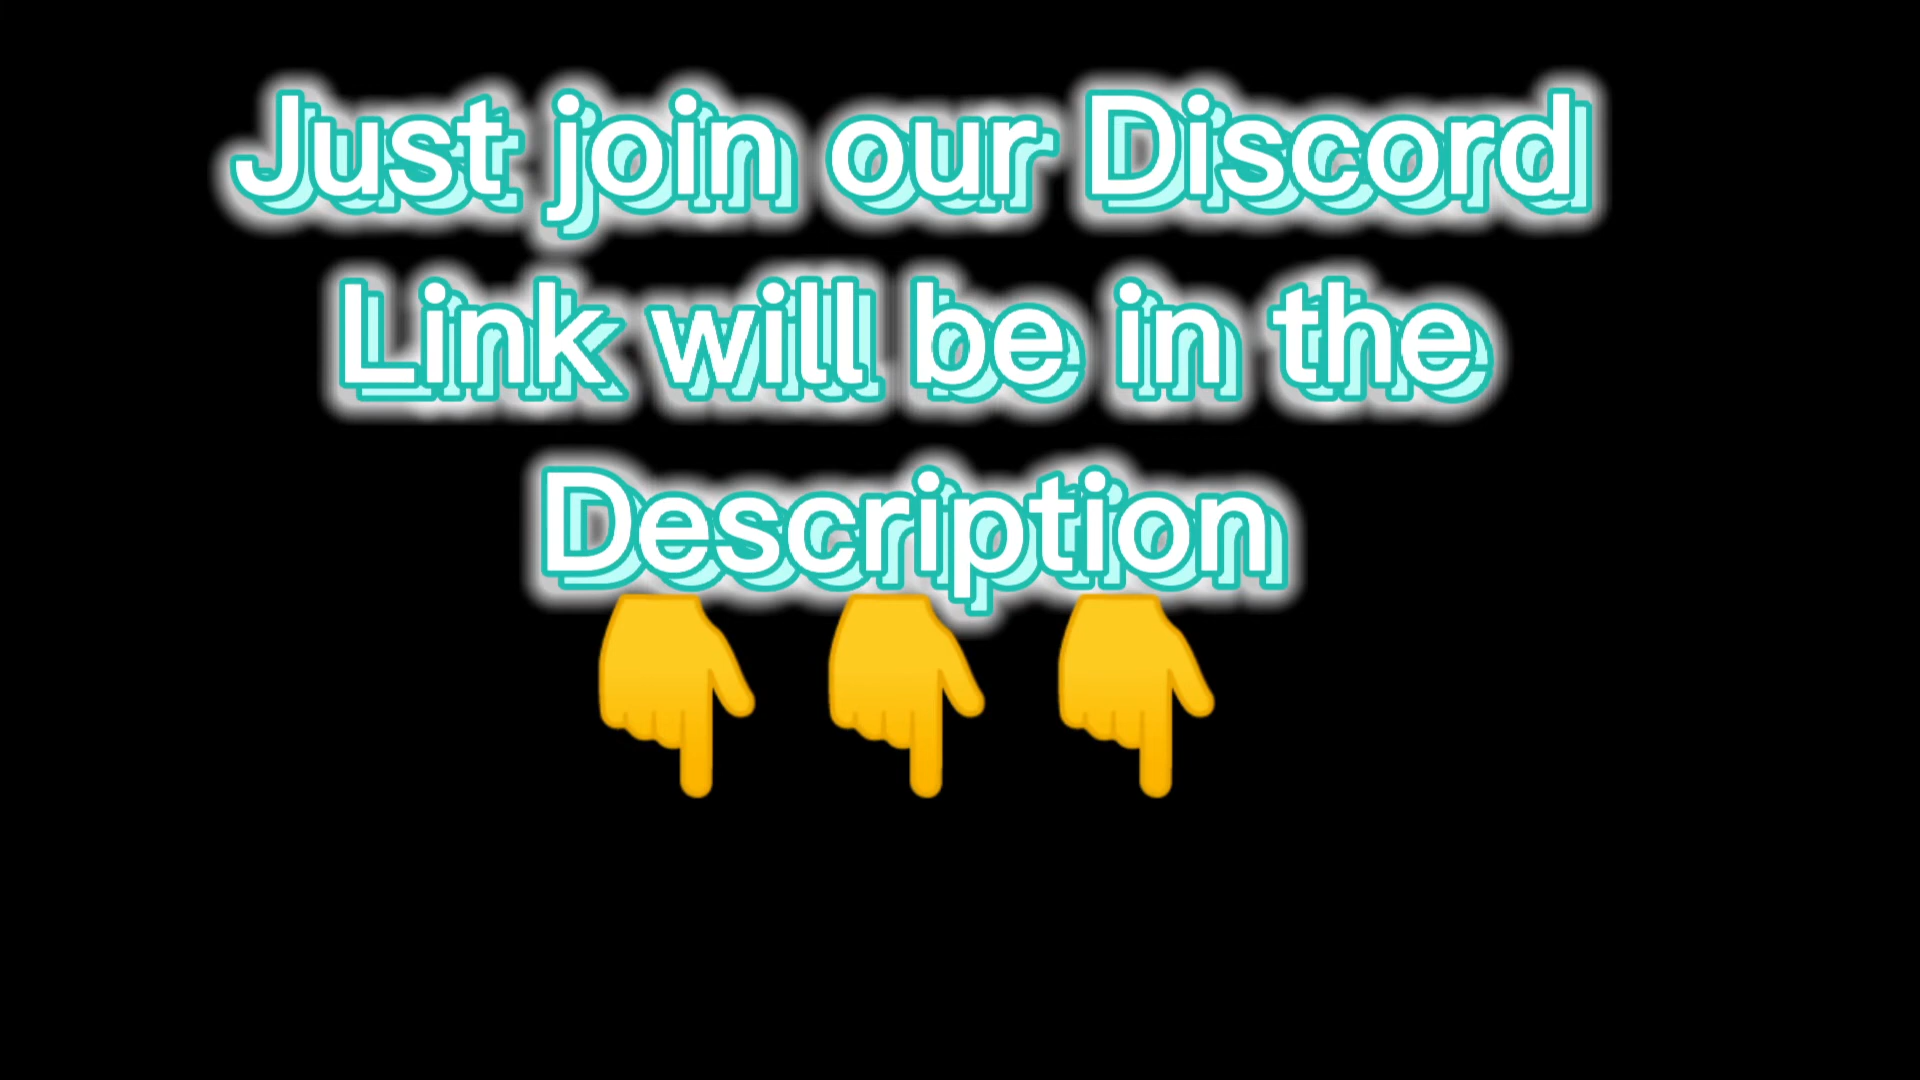 Just join our Discord
Link will be in the
Description
👇 👇 👇